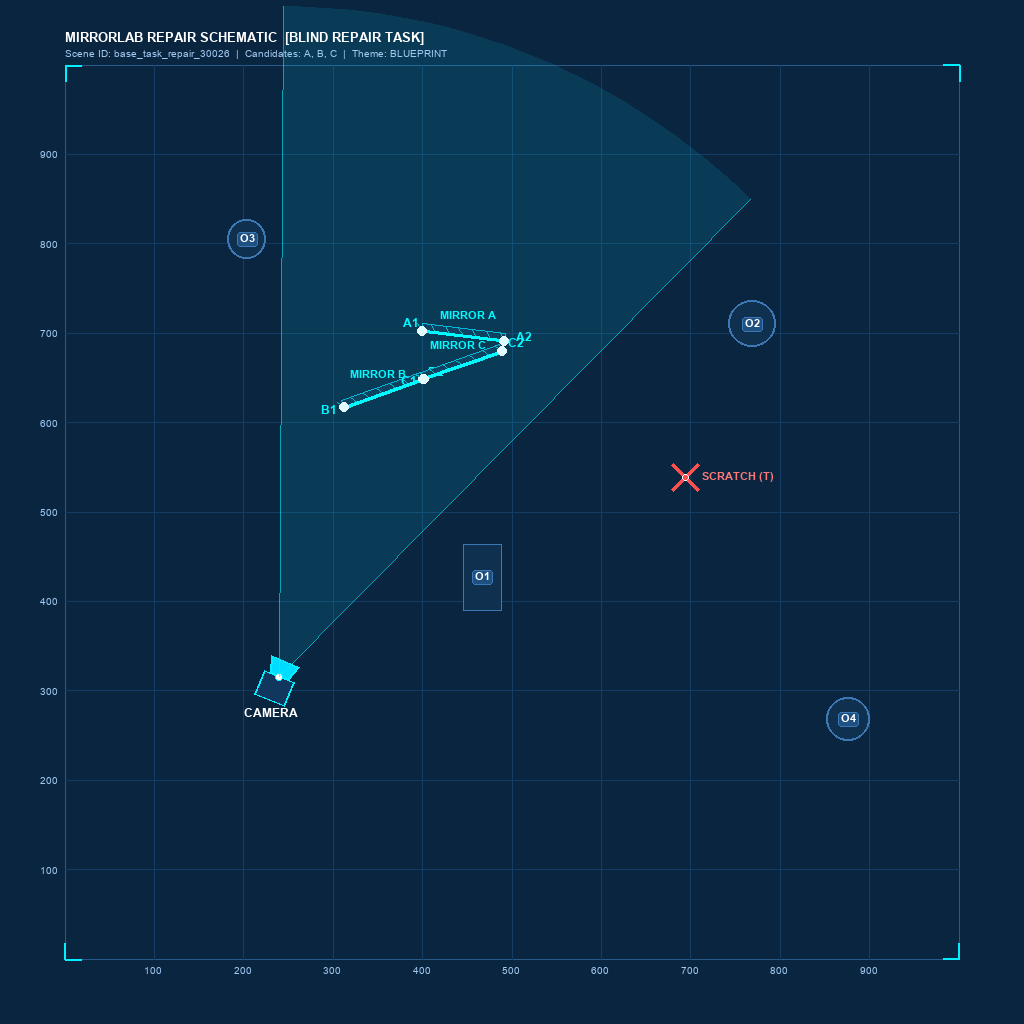 MIRRORLAB REPAIR SCHEMATIC [BLIND REPAIR TASK]
Scene ID: base_task_repair_30026 | Candidates: A, B, C | Theme: BLUEPRINT
900
800
700
600
500
400
300
200
100
O3
MIRROR A
A1
A2
O2
MIRROR C
C2
MIRROR B
C1
B1
SCRATCH (T)
O1
CAMERA
O4
100 200 300 400 500 600 700 800 900